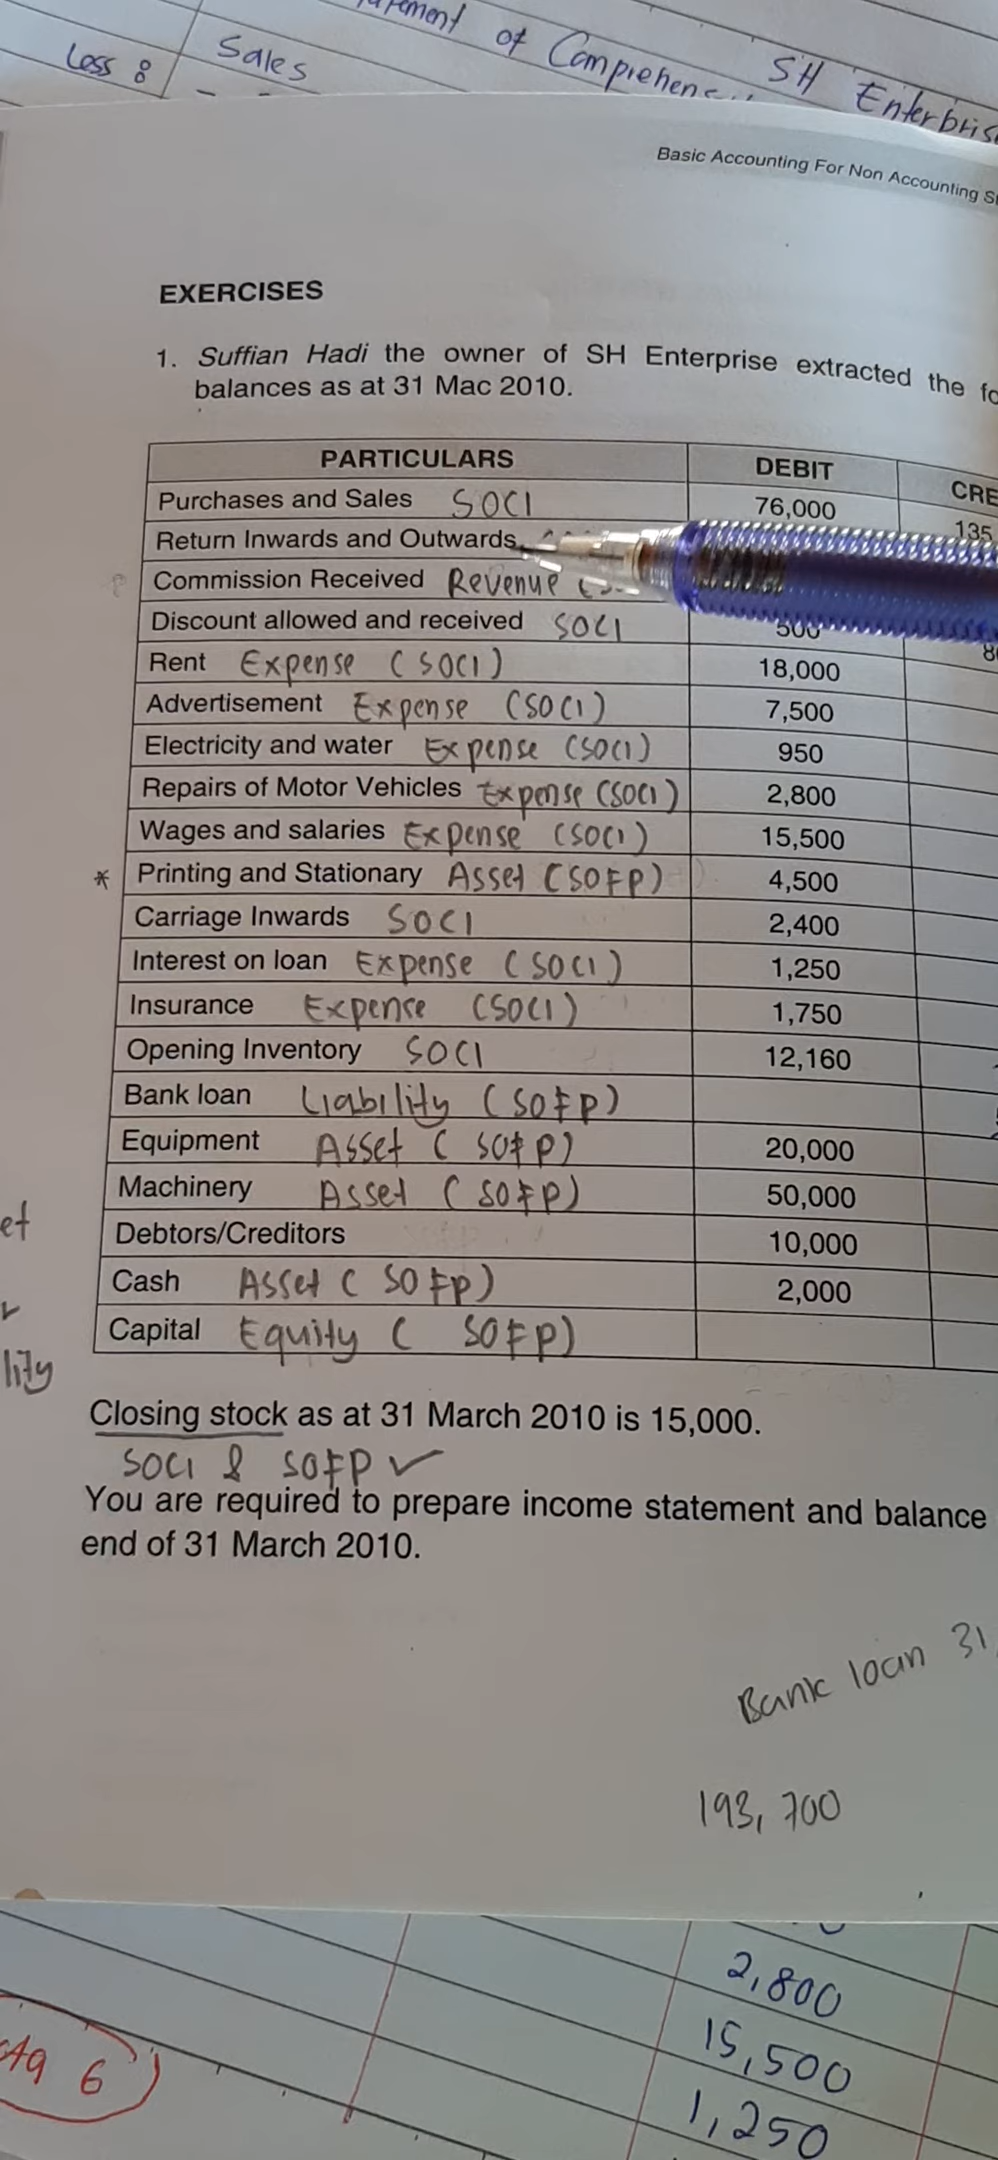 of Comprehen
SH Enterbris
Less : Sales
Basic Accounting For Non Accounting
EXERCISES
1. Suffian Hadi the owner of SH Enterprise extracted the
balances as at 31 Mac 2010.
PARTICULARS DEBIT CRE
Purchases and Sales SOCI 76,000 135
Return Inwards and Outwards
Commission Received Revenue
Discount allowed and received SOCI 500 8
Rent Expense (SOCI) 18,000
Advertisement Expense (SOCI) 7,500
Electricity and water Expense (SOCI) 950
Repairs of Motor Vehicles Expense (SOCI) 2,800
Wages and salaries Expense (SOCI) 15,500
* Printing and Stationary Asset (SOFP) 4,500
Carriage Inwards SOCI 2,400
Interest on loan Expense (SOCI) 1,250
Insurance Expense (SOCI) 1,750
Opening Inventory SOCI 12,160
Bank loan Liability (SOFP)
Equipment Asset (SOFP) 20,000
Machinery Asset (SOFP) 50,000
et
Debtors/Creditors 10,000
Cash Asset (SOFP) 2,000
Capital Equity (SOFP)
lity
Closing stock as at 31 March 2010 is 15,000.
SOCI & SOFP ✓
You are required to prepare income statement and balance
end of 31 March 2010.
Bank loan 31,
193,700
2,800
15,500
1,250
6